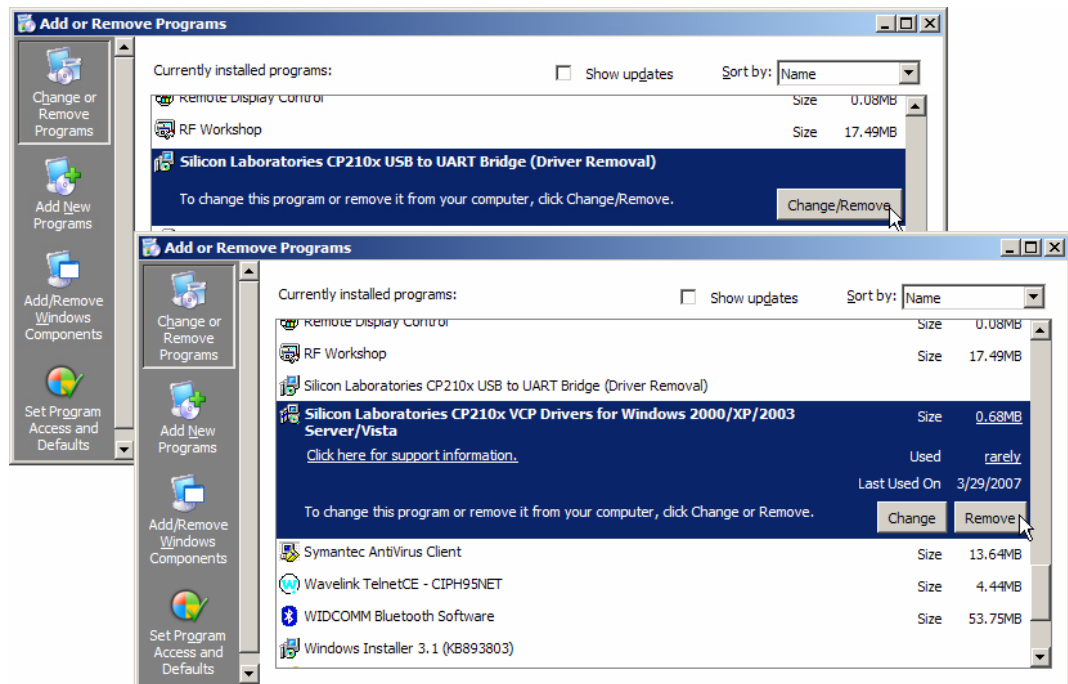 Add or Remove Programs
Currently installed programs:
Show updates
Sort by: Name
Change or
Remove
Programs
Add New
Programs
Add/Remove
Windows
Components
Set Program
Access and
Defaults
Remote Display Control Size 0.08MB
RF Workshop Size 17.49MB
Silicon Laboratories CP210x USB to UART Bridge (Driver Removal)
To change this program or remove it from your computer, click Change/Remove.
Change/Remove
Add or Remove Programs
Currently installed programs:
Show updates
Sort by: Name
Change or
Remove
Programs
Add New
Programs
Add/Remove
Windows
Components
Set Program
Access and
Defaults
Remote Display Control Size 0.08MB
RF Workshop Size 17.49MB
Silicon Laboratories CP210x USB to UART Bridge (Driver Removal)
Silicon Laboratories CP210x VCP Drivers for Windows 2000/XP/2003 Size 0.68MB
Server/Vista
Click here for support information. Used rarely
Last Used On 3/29/2007
To change this program or remove it from your computer, click Change or Remove. Change Remove
Symantec AntiVirus Client Size 13.64MB
Wavelink TelnetCE - CIPH95NET Size 4.44MB
WIDCOMM Bluetooth Software Size 53.75MB
Windows Installer 3.1 (KB893803)